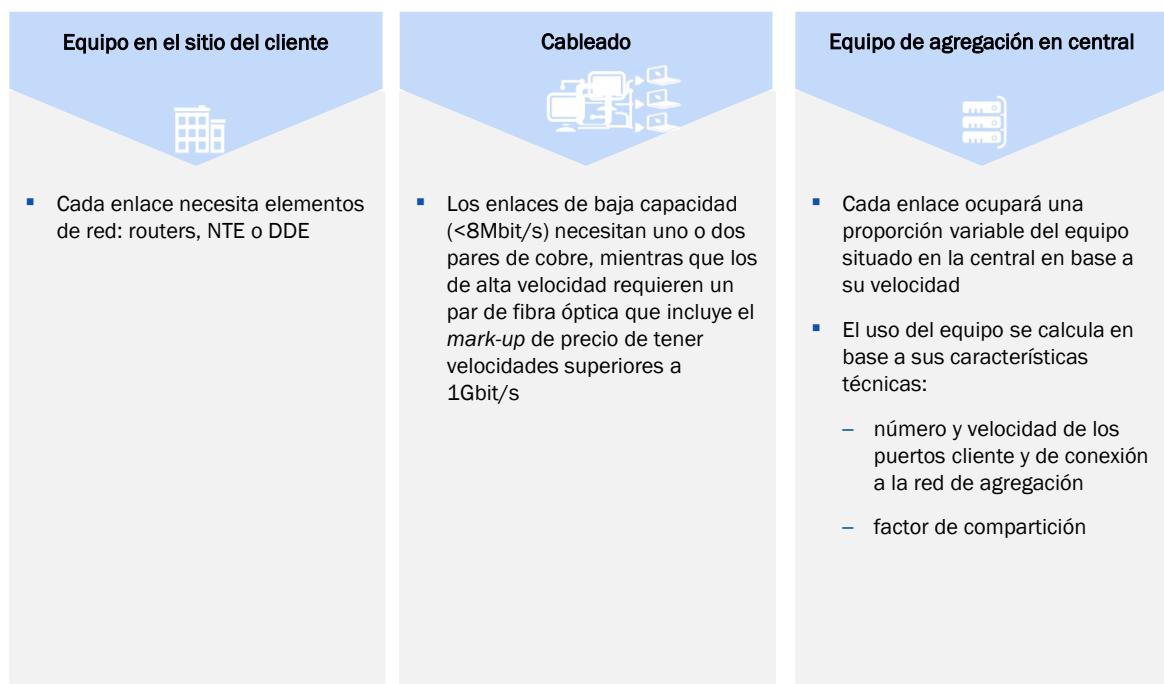 Equipo en el sitio del cliente
▪ Cada enlace necesita elementos
de red: routers, NTE o DDE
Cableado
▪ Los enlaces de baja capacidad
(<8Mbit/s) necesitan uno o dos
pares de cobre, mientras que los
de alta velocidad requieren un
par de fibra óptica que incluye el
mark-up de precio de tener
velocidades superiores a
1Gbit/s
Equipo de agregación en central
▪ Cada enlace ocupará una
proporción variable del equipo
situado en la central en base a
su velocidad
▪ El uso del equipo se calcula en
base a sus características
técnicas:
– número y velocidad de los
puertos cliente y de conexión
a la red de agregación
– factor de compartición